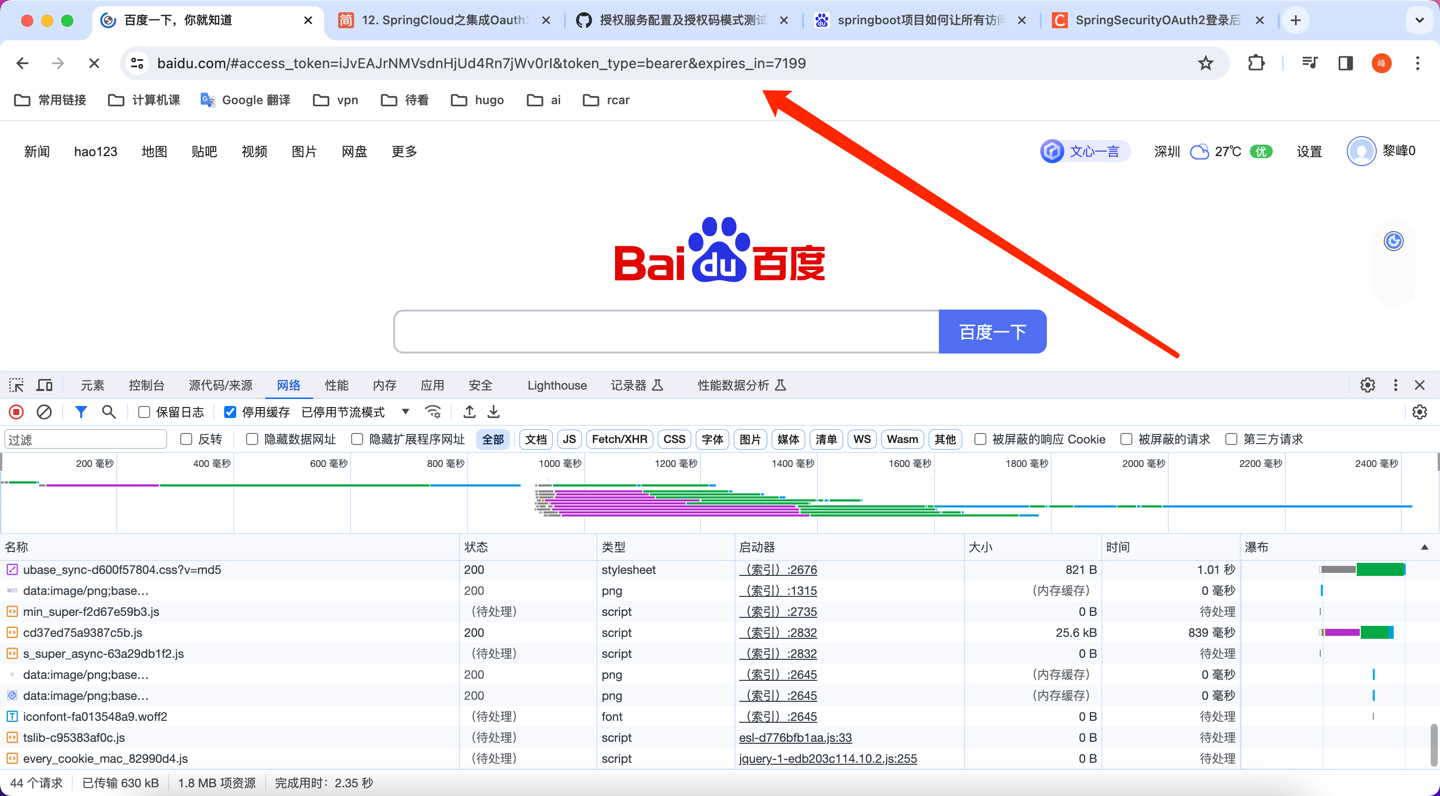 百度一下，你就知道
12. SpringCloud之集成Oauth
授权服务配置及授权码模式测试
springboot项目如何让所有访问
SpringSecurityOAuth2登录后
baidu.com/#access_token=iJvEAJrNMVsdnHjUd4Rn7jWv0rI&token_type=bearer&expires_in=7199
峰
常用链接 计算机课 Google 翻译 vpn 待看 hugo ai rcar
新闻 hao123 地图 贴吧 视频 图片 网盘 更多 文心一言 深圳 27℃ 优 设置 黎峰0
Bai du 百度
百度一下
元素 控制台 源代码/来源 网络 性能 内存 应用 安全 Lighthouse 记录器 性能数据分析
保留日志 停用缓存 已停用节流模式
过滤 反转 隐藏数据网址 隐藏扩展程序网址 全部 文档 JS Fetch/XHR CSS 字体 图片 媒体 清单 WS Wasm 其他 被屏蔽的响应 Cookie 被屏蔽的请求 第三方请求
200 毫秒 400 毫秒 600 毫秒 800 毫秒 1000 毫秒 1200 毫秒 1400 毫秒 1600 毫秒 1800 毫秒 2000 毫秒 2200 毫秒 2400 毫秒
名称 状态 类型 启动器 大小 时间 瀑布
ubase_sync-d600f57804.css?v=md5 200 stylesheet （索引）:2676 821 B 1.01 秒
data:image/png;base… 200 png （索引）:1315 （内存缓存） 0 毫秒
min_super-f2d67e59b3.js （待处理） script （索引）:2735 0 B 待处理
cd37ed75a9387c5b.js 200 script （索引）:2832 25.6 kB 839 毫秒
s_super_async-63a29db1f2.js （待处理） script （索引）:2832 0 B 待处理
data:image/png;base… 200 png （索引）:2645 （内存缓存） 0 毫秒
data:image/png;base… 200 png （索引）:2645 （内存缓存） 0 毫秒
iconfont-fa013548a9.woff2 （待处理） font （索引）:2645 0 B 待处理
tslib-c95383af0c.js （待处理） script esl-d776bfb1aa.js:33 0 B 待处理
every_cookie_mac_82990d4.js （待处理） script jquery-1-edb203c114.10.2.js:255 0 B 待处理
44 个请求 已传输 630 kB 1.8 MB 项资源 完成用时：2.35 秒